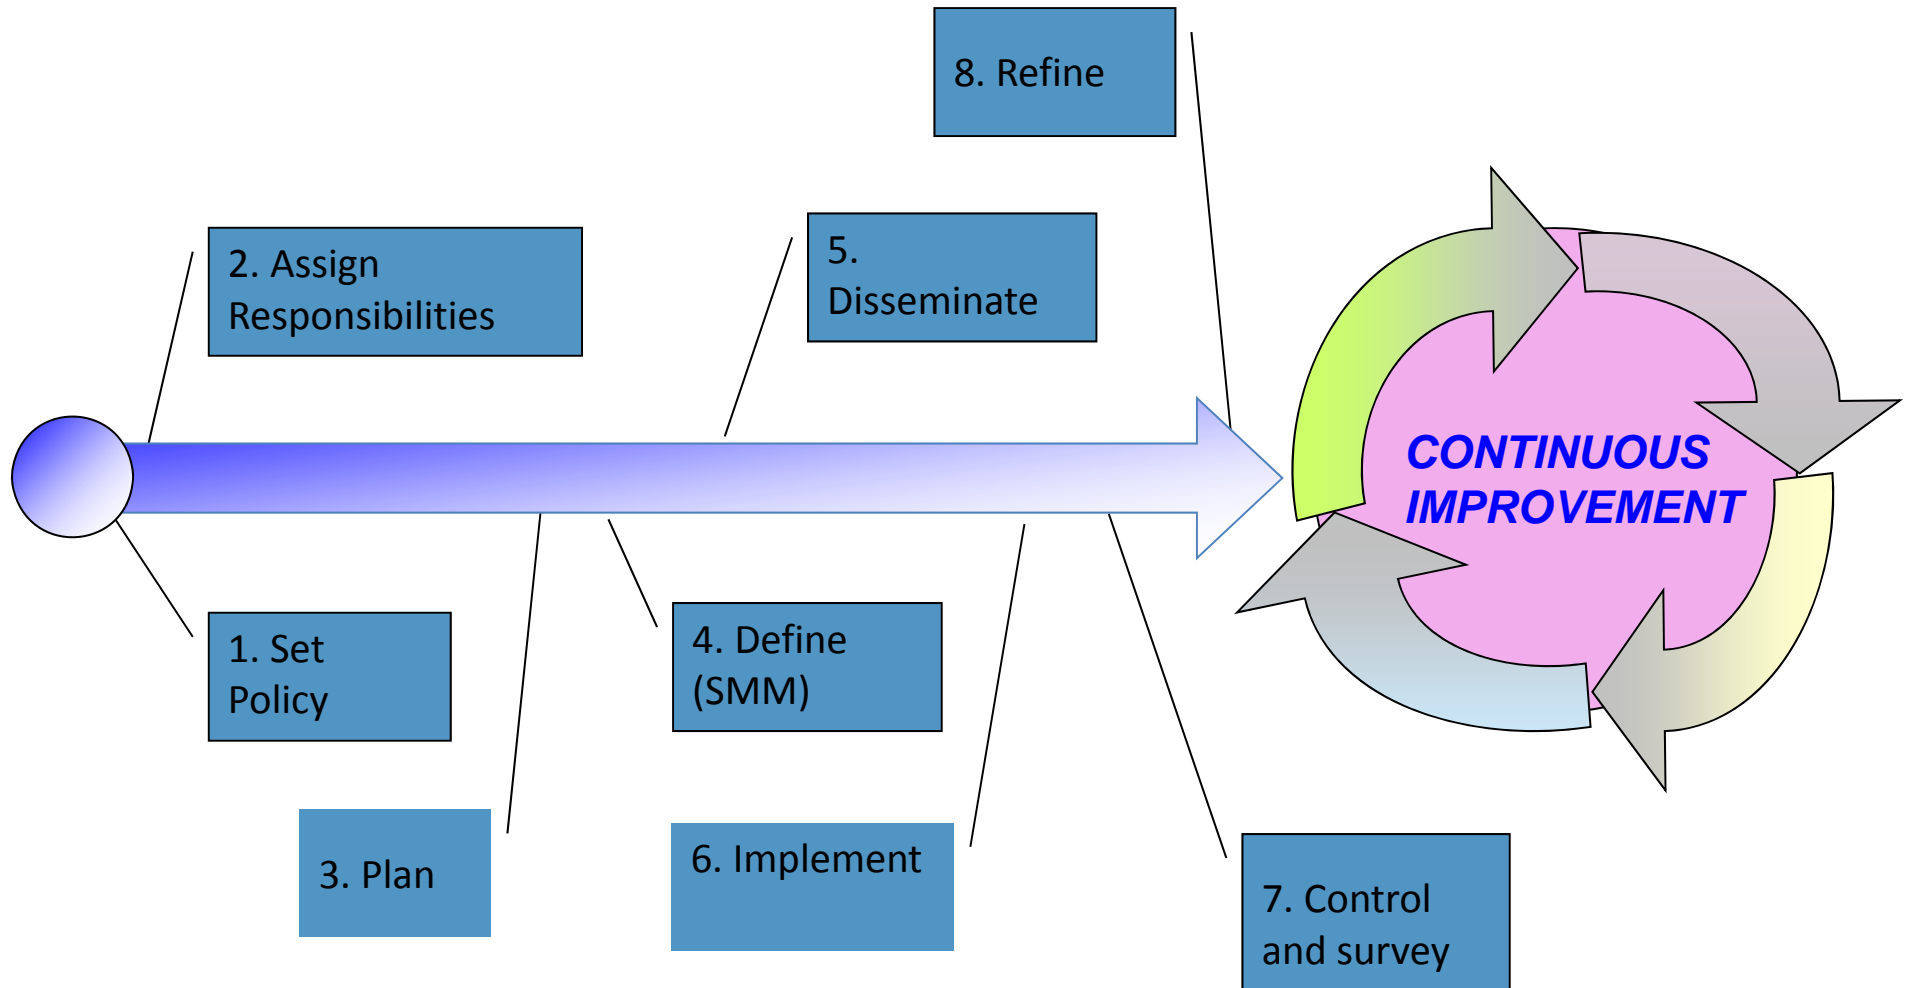 8. Refine
2. Assign
Responsibilities
5.
Disseminate
CONTINUOUS
IMPROVEMENT
1. Set
Policy
4. Define
(SMM)
3. Plan
6. Implement
7. Control
and survey